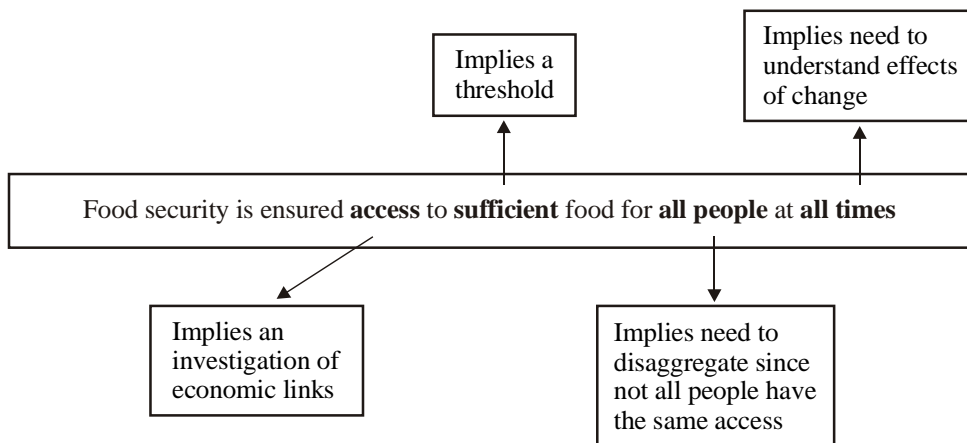 Implies a
threshold
Implies need to
understand effects
of change
Food security is ensured access to sufficient food for all people at all times
Implies an
investigation of
economic links
Implies need to
disaggregate since
not all people have
the same access